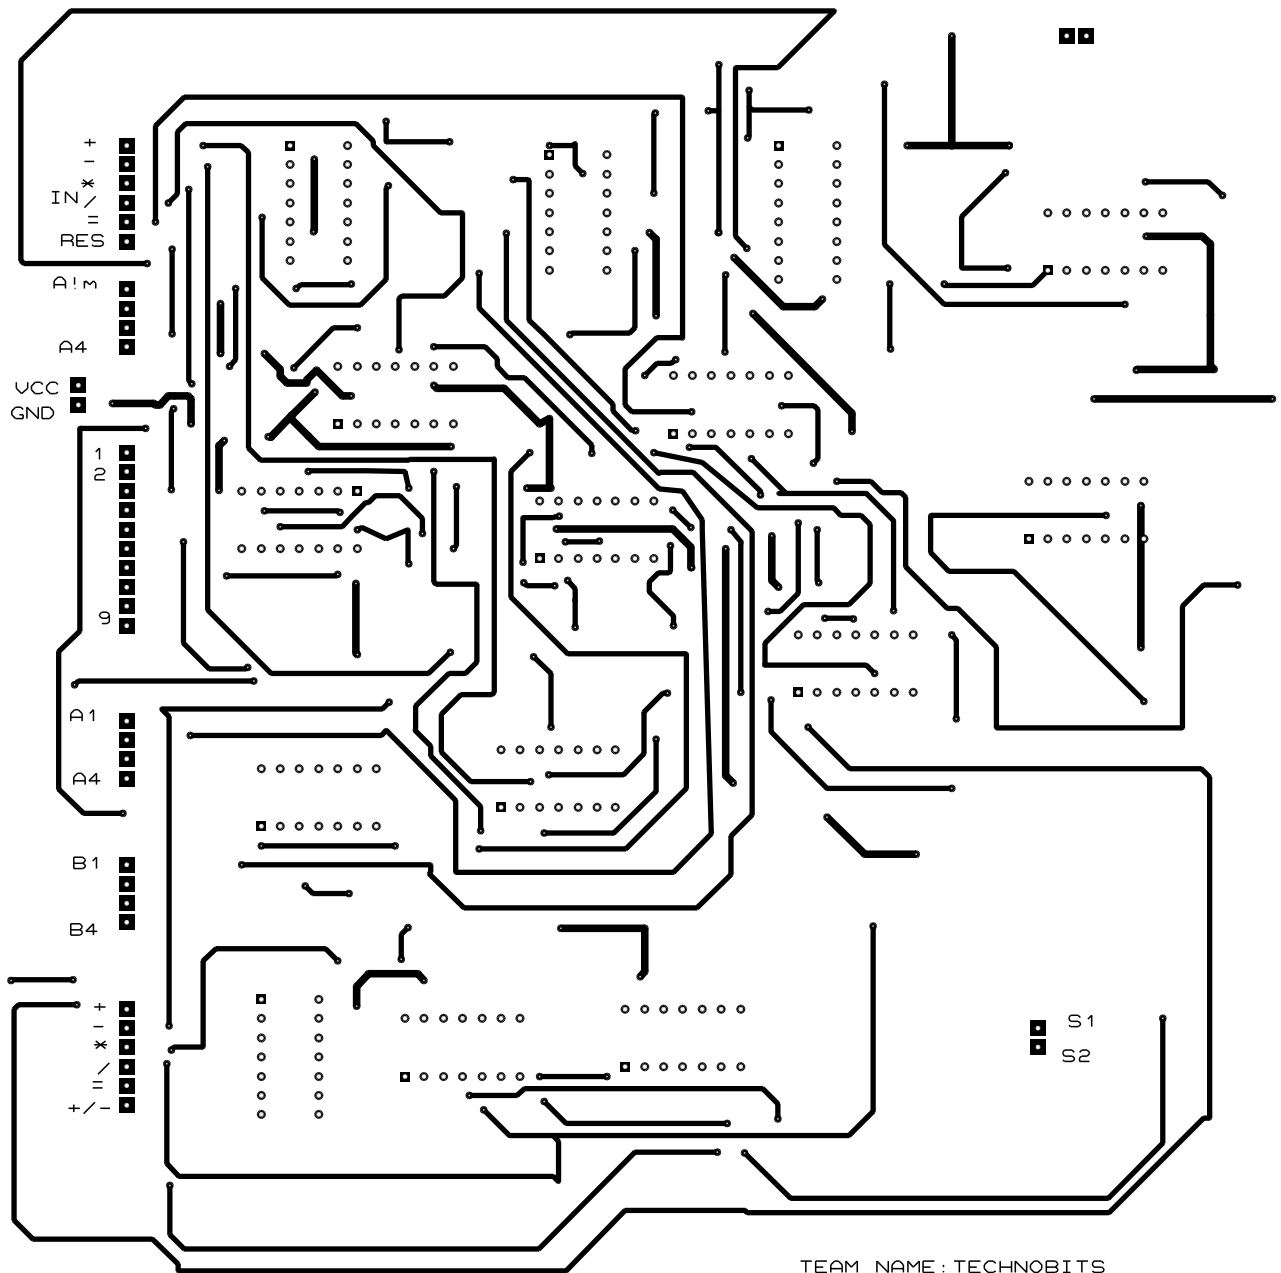 +
-
*
IN /
=
RES
A!m
A4
VCC
GND
1
2
9
A1
A4
B1
B4
+
-
*
/
=
+/-
S1
S2
TEAM NAME:TECHNOBITS